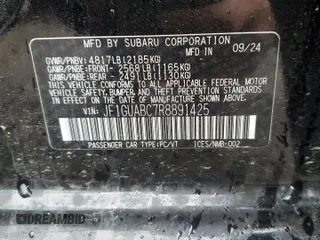 MFD. BY SUBARU CORPORATION 09/24
GVWR/PNBV: 4817LB(2185KG)
GAWR/PNBE: FRONT- 2568LB(1165KG)
GAWR/PNBE: REAR - 2491LB(1130KG)
THIS VEHICLE CONFORMS TO ALL APPLICABLE
FEDERAL MOTOR VEHICLE SAFETY,
BUMPER, AND THEFT PREVENTION STANDARDS
IN EFFECT ON THE DATE OF MANUFACTURE
SHOWN ABOVE.
VIN: JF1GUABC7R8891425
PASSENGER CAR TYPE:PC/VT ICES/NMB-002
DREAMBID